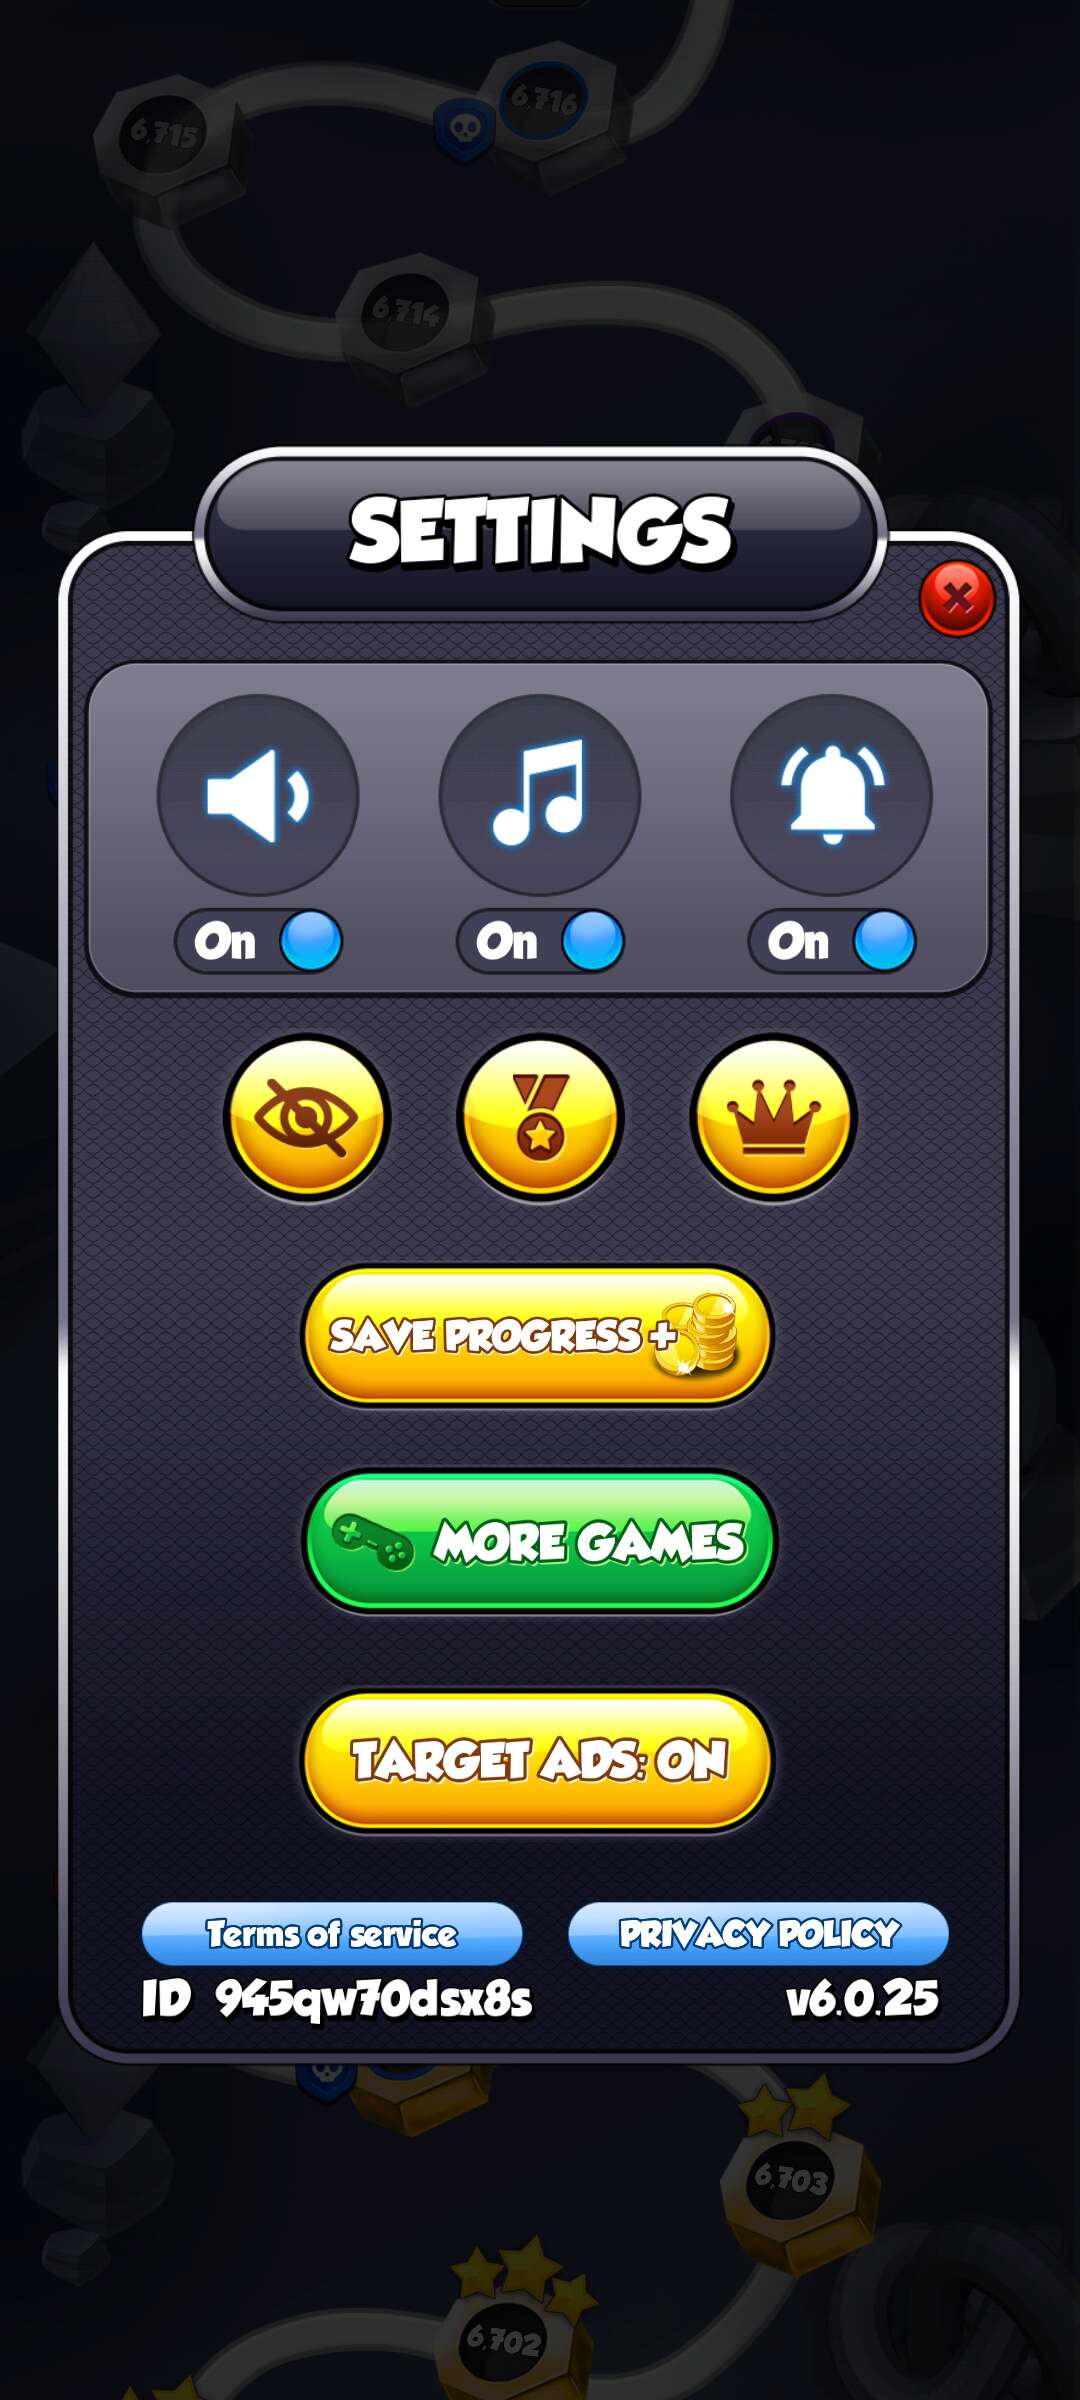 6,715
6,716
6,714
SETTINGS
On
On
On
SAVE PROGRESS +
MORE GAMES
TARGET ADS: ON
Terms of service
PRIVACY POLICY
ID 945qw70dsx8s
v6.0.25
6,703
6,702